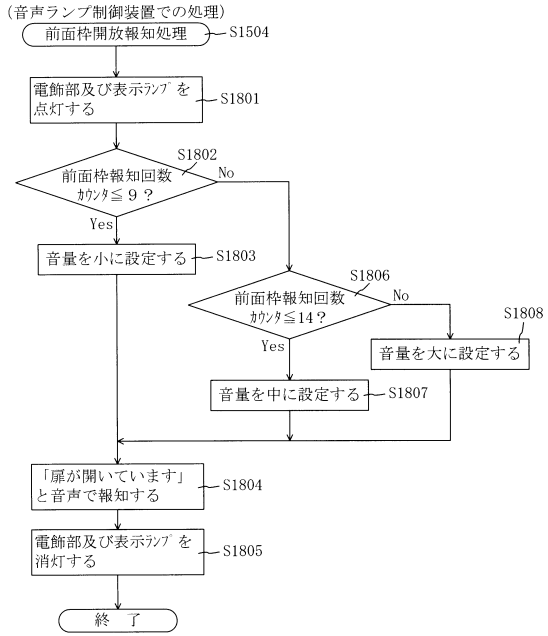 (音声ランプ制御装置での処理)
前面枠開放報知処理
S1504
電飾部及び表示ﾗﾝﾌﾟを
点灯する
S1801
前面枠報知回数
ｶｳﾝﾀ≦9？
S1802
No
Yes
音量を小に設定する
S1803
前面枠報知回数
ｶｳﾝﾀ≦14？
S1806
No
Yes
音量を大に設定する
S1808
音量を中に設定する
S1807
「扉が開いています」
と音声で報知する
S1804
電飾部及び表示ﾗﾝﾌﾟを
消灯する
S1805
終 了